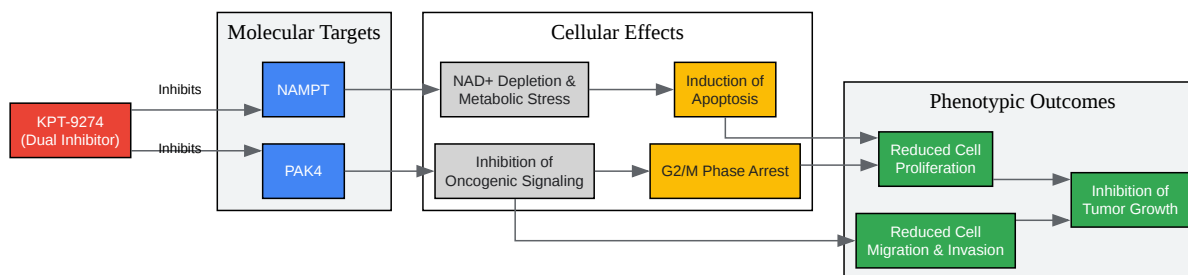 Molecular Targets
Cellular Effects
Phenotypic Outcomes
KPT-9274
(Dual Inhibitor)
Inhibits
Inhibits
NAMPT
PAK4
NAD+ Depletion &
Metabolic Stress
Induction of
Apoptosis
Inhibition of
Oncogenic Signaling
G2/M Phase Arrest
Reduced Cell
Proliferation
Reduced Cell
Migration & Invasion
Inhibition of
Tumor Growth